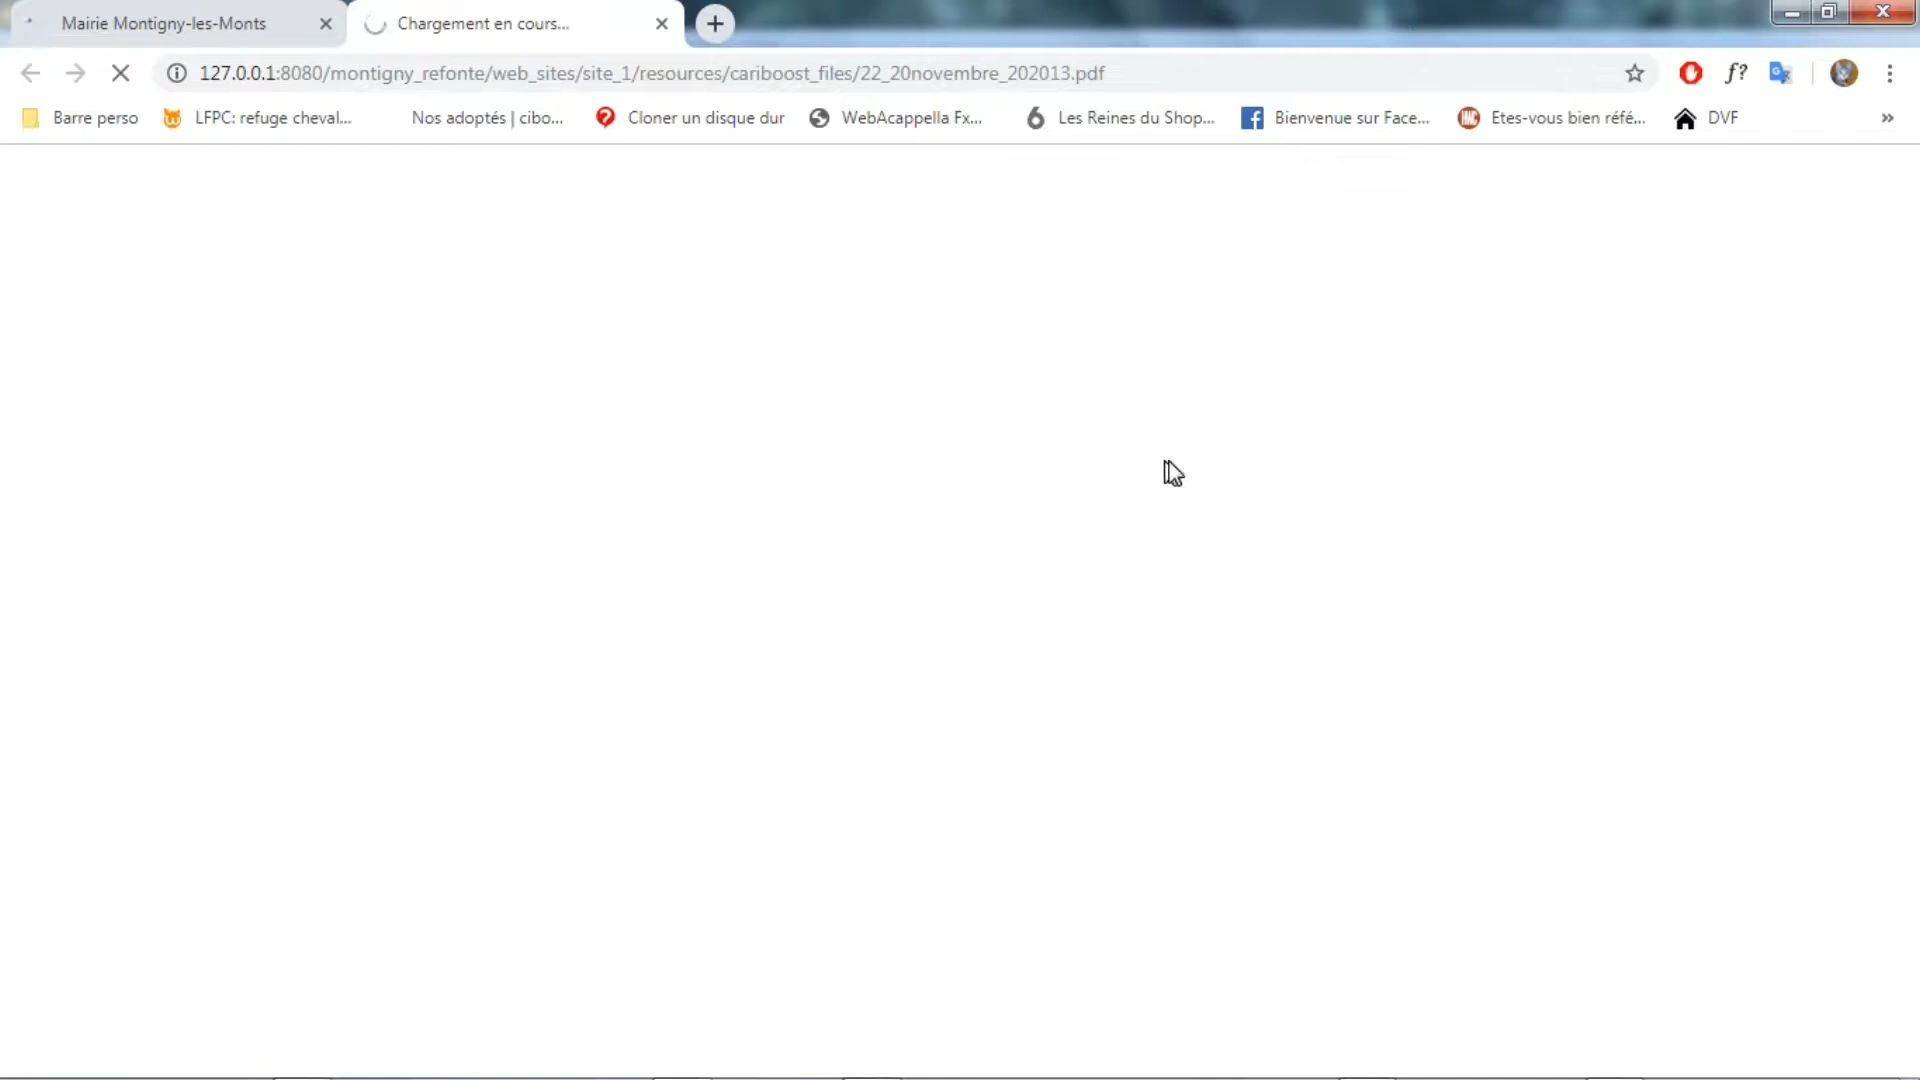 Mairie Montigny-les-Monts
Chargement en cours...
127.0.0.1:8080/montigny_refonte/web_sites/site_1/resources/cariboost_files/22_20novembre_202013.pdf
f?
Barre perso
LFPC: refuge cheval...
Nos adoptés | cibo...
Cloner un disque dur
WebAcappella Fx...
6 Les Reines du Shop...
Bienvenue sur Face...
Etes-vous bien réfé...
DVF
»